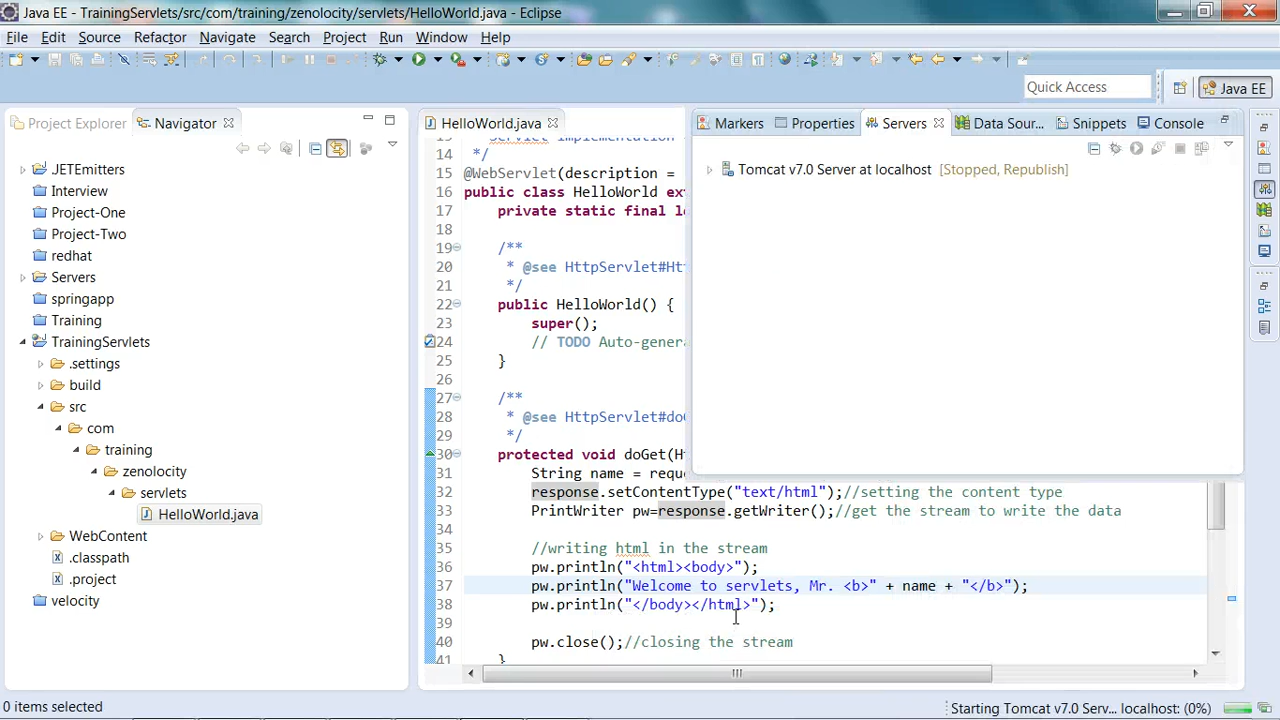 Java EE - TrainingServlets/src/com/training/zenolocity/servlets/HelloWorld.java - Eclipse
File Edit Source Refactor Navigate Search Project Run Window Help
Quick Access
Java EE
Project Explorer Navigator
JETEmitters
Interview
Project-One
Project-Two
redhat
Servers
springapp
Training
TrainingServlets
.settings
build
src
com
training
zenolocity
servlets
HelloWorld.java
WebContent
.classpath
.project
velocity
HelloWorld.java
14 */
15 @WebServlet(description =
16 public class HelloWorld ex
17 private static final lo
18
19 /**
20 * @see HttpServlet#Ht
21 */
22 public HelloWorld() {
23 super();
24 // TODO Auto-genera
25 }
26
27 /**
28 * @see HttpServlet#do
29 */
30 protected void doGet(H
31 String name = requ
32 response.setContentType("text/html");//setting the content type
33 PrintWriter pw=response.getWriter();//get the stream to write the data
34
35 //writing html in the stream
36 pw.println("<html><body>");
37 pw.println("Welcome to servlets, Mr. <b>" + name + "</b>");
38 pw.println("</body></html>");
39
40 pw.close();//closing the stream
41 }
Markers Properties Servers Data Sour... Snippets Console
Tomcat v7.0 Server at localhost [Stopped, Republish]
0 items selected
Starting Tomcat v7.0 Serv... localhost: (0%)